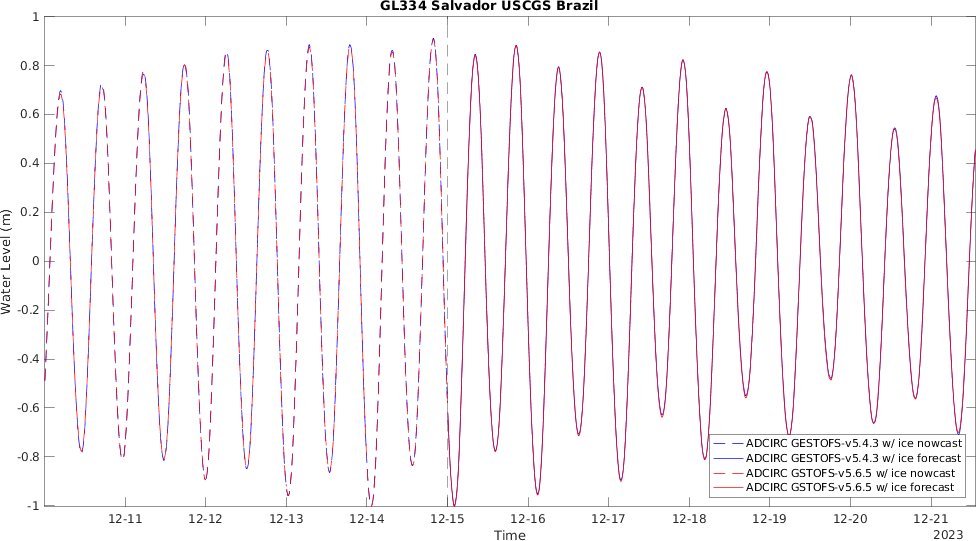 GL334 Salvador USCGS Brazil
1
0.8
0.6
0.4
0.2
0
-0.2
-0.4
-0.6
-0.8
-1
Water Level (m)
ADCIRC GESTOFS-v5.4.3 w/ ice nowcast
ADCIRC GESTOFS-v5.4.3 w/ ice forecast
ADCIRC GSTOFS-v5.6.5 w/ ice nowcast
ADCIRC GSTOFS-v5.6.5 w/ ice forecast
12-11 12-12 12-13 12-14 12-15 12-16 12-17 12-18 12-19 12-20 12-21
Time
2023